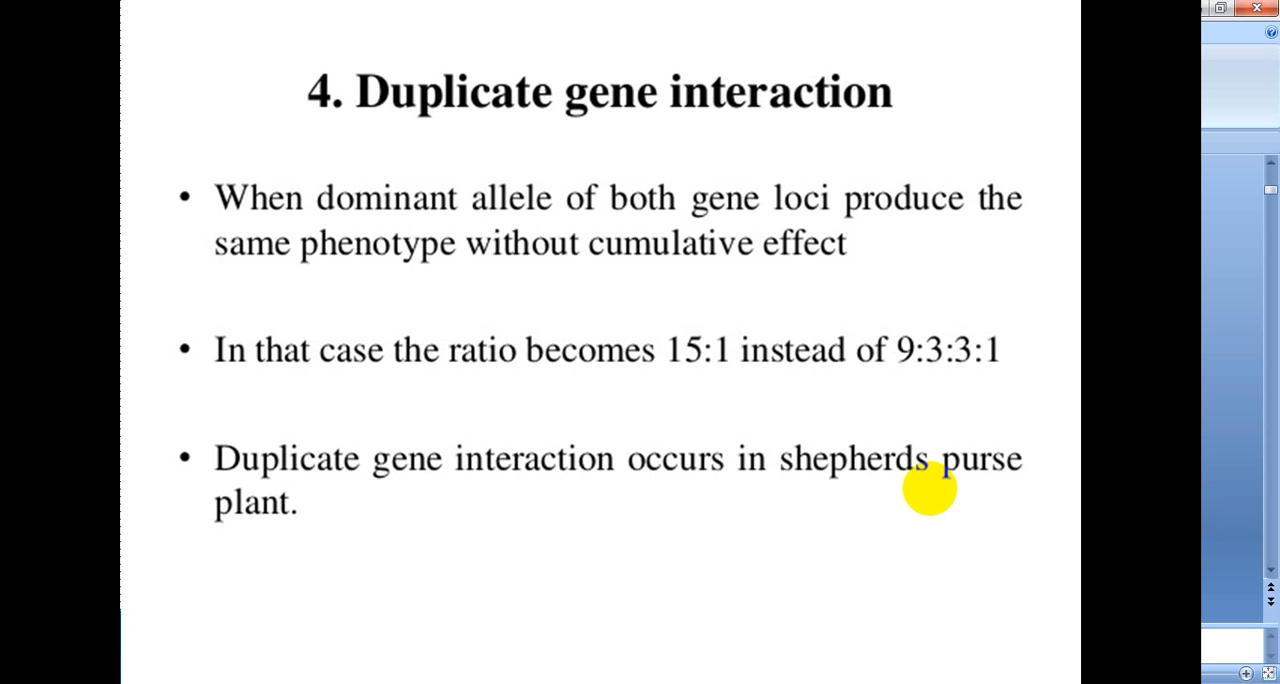 4. Duplicate gene interaction
• When dominant allele of both gene loci produce the
same phenotype without cumulative effect
• In that case the ratio becomes 15:1 instead of 9:3:3:1
• Duplicate gene interaction occurs in shepherds purse
plant.